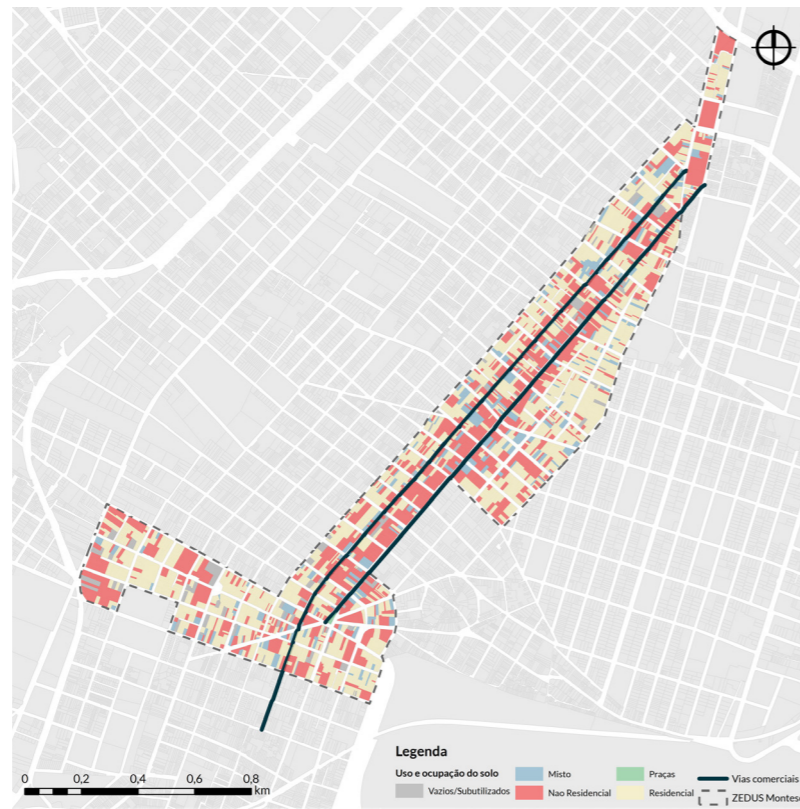 0 0,2 0,4 0,6 0,8
km
Legenda
Uso e ocupação do solo
Vazios/Subutilizados
Misto
Nao Residencial
Praças
Residencial
Vias comerciais
ZEDUS Montese